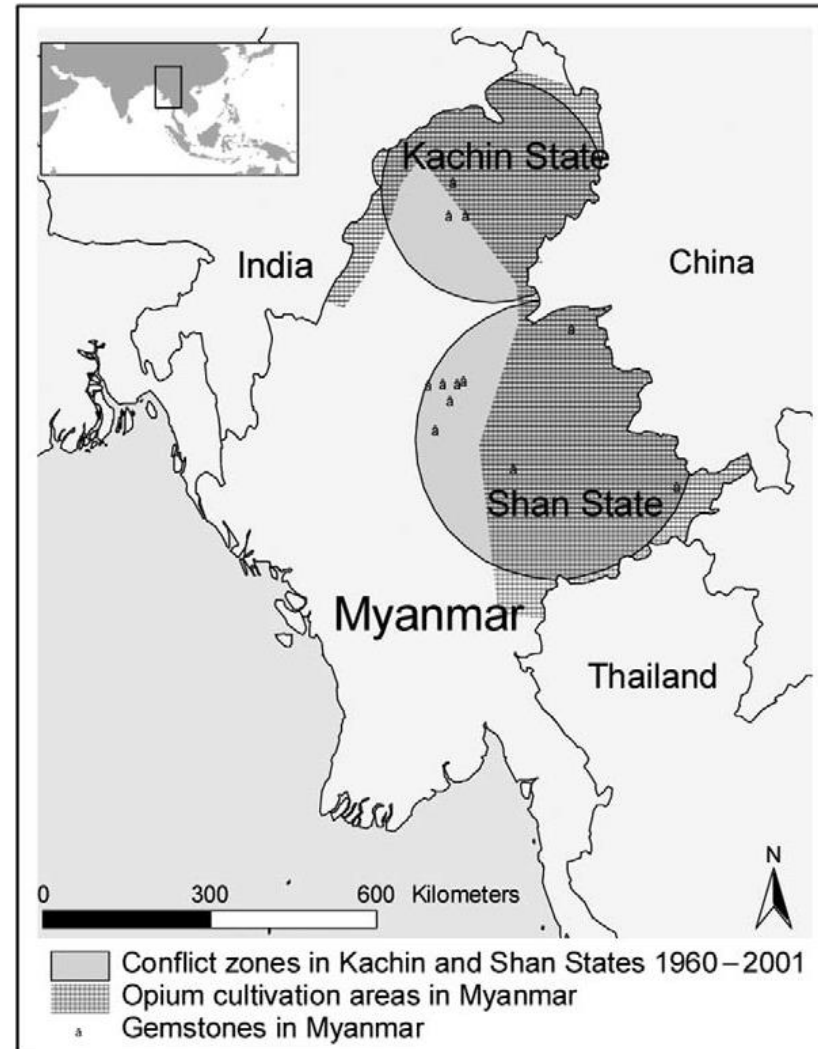 Kachin State
â
â â
India
China
â
â â â â
â
â
â
â
Shan State
Myanmar
Thailand
N
0 300 600 Kilometers
Conflict zones in Kachin and Shan States 1960–2001
Opium cultivation areas in Myanmar
â Gemstones in Myanmar